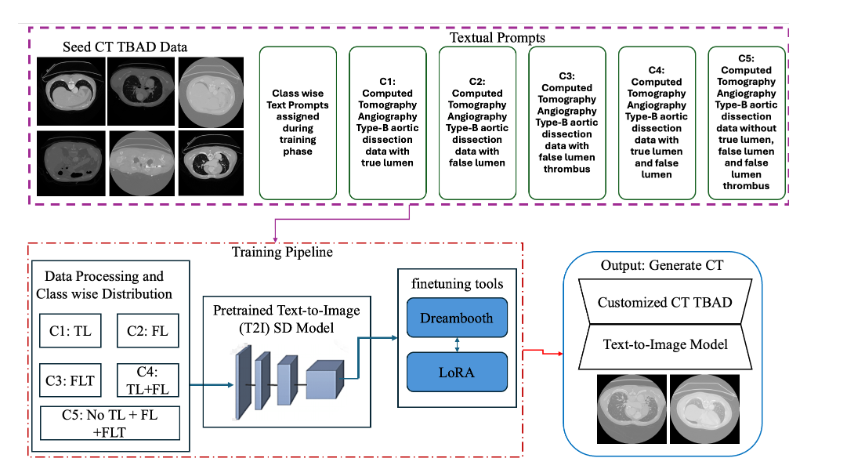 Seed CT TBAD Data
Textual Prompts
Class wise
Text Prompts
assigned
during
training
phase
C1:
Computed
Tomography
Angiography
Type-B aortic
dissection
data with
true lumen
C2:
Computed
Tomography
Angiography
Type-B aortic
dissection
data with
false lumen
C3:
Computed
Tomography
Angiography
Type-B aortic
dissection
data with
false lumen
thrombus
C4:
Computed
Tomography
Angiography
Type-B aortic
dissection
data with
true lumen
and false
lumen
C5:
Computed
Tomography
Angiography
Type-B aortic
dissection
data without
true lumen,
false lumen
and false
lumen
thrombus
Training Pipeline
Data Processing and
Class wise Distribution
C1: TL
C2: FL
C3: FLT
C4:
TL+FL
C5: No TL + FL
+FLT
Pretrained Text-to-Image
(T2I) SD Model
finetuning tools
Dreambooth
LoRA
Output: Generate CT
Customized CT TBAD
Text-to-Image Model